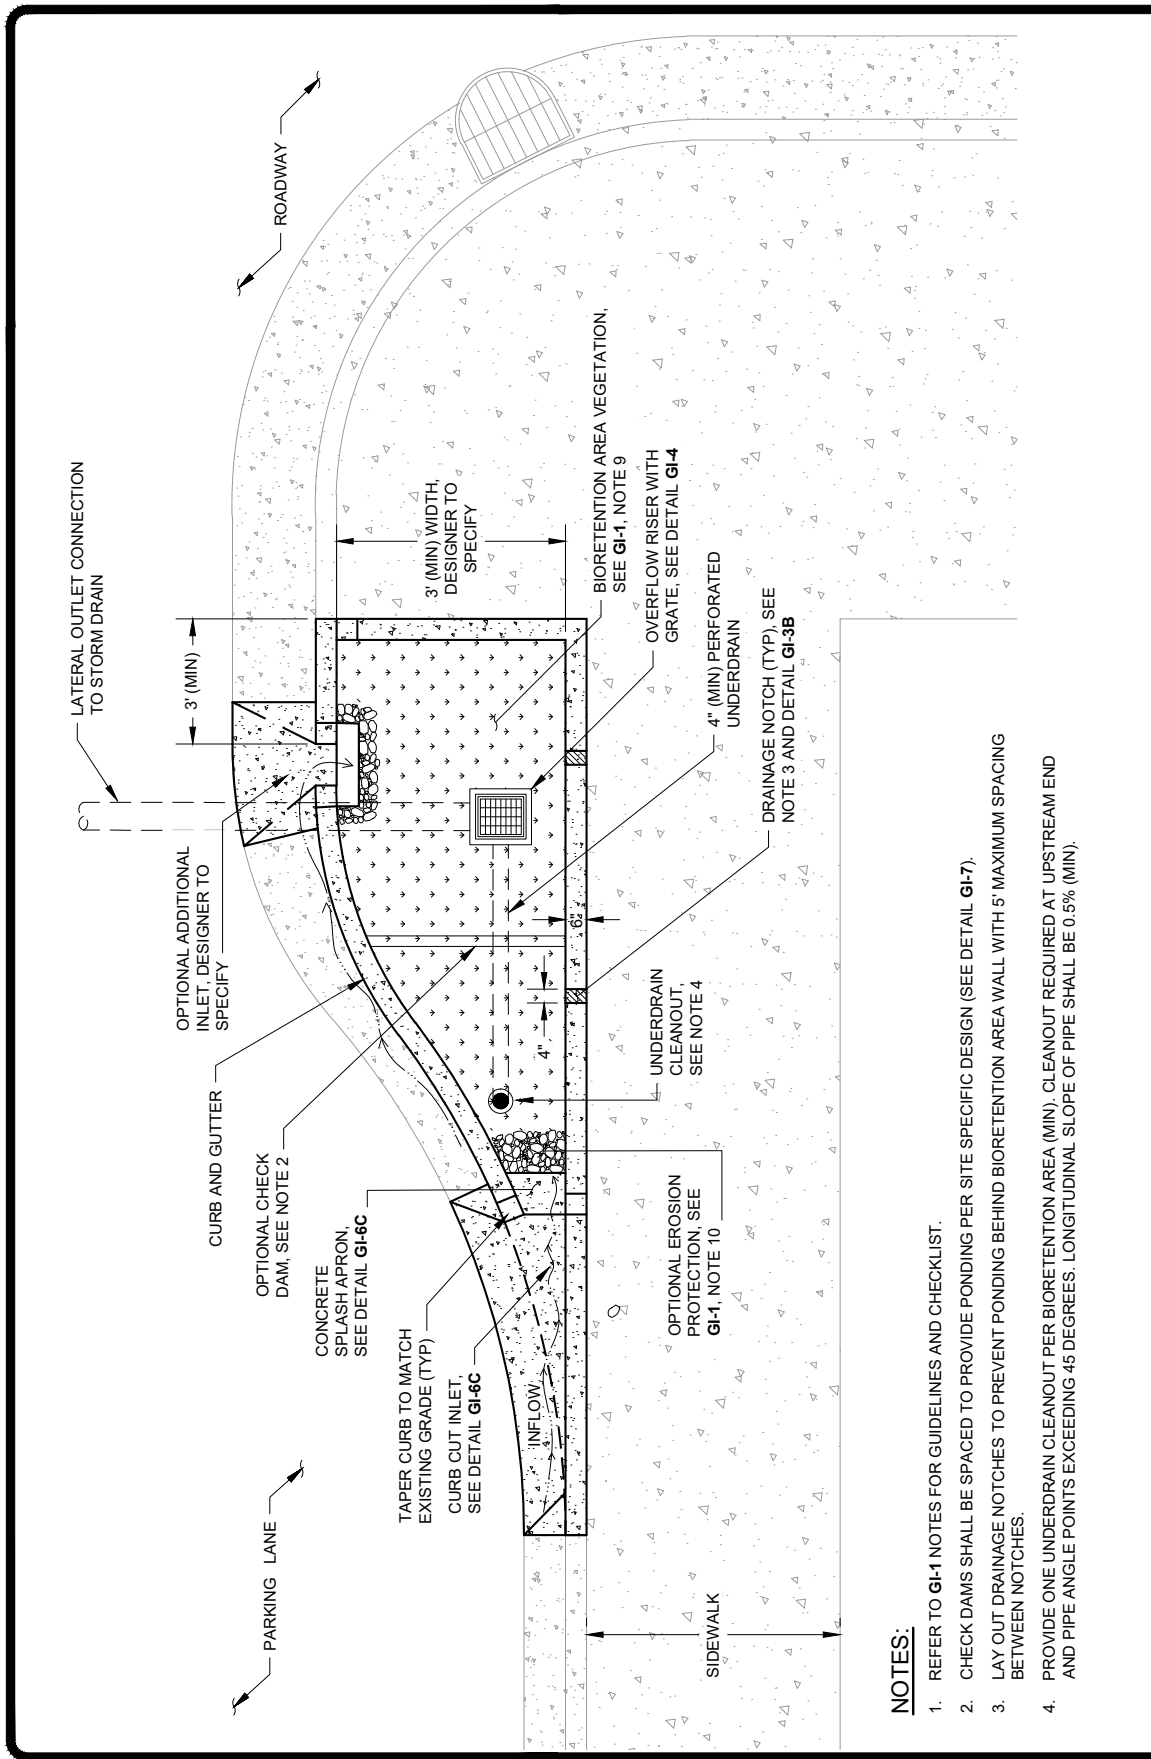 LATERAL OUTLET CONNECTION
TO STORM DRAIN
ROADWAY
3' (MIN)
OPTIONAL ADDITIONAL
INLET, DESIGNER TO
SPECIFY
CURB AND GUTTER
OPTIONAL CHECK
DAM, SEE NOTE 2
CONCRETE
SPLASH APRON,
SEE DETAIL GI-6C
TAPER CURB TO MATCH
EXISTING GRADE (TYP)
CURB CUT INLET,
SEE DETAIL GI-6C
PARKING LANE
INFLOW
3' (MIN) WIDTH,
DESIGNER TO
SPECIFY
BIORETENTION AREA VEGETATION,
SEE GI-1, NOTE 9
OVERFLOW RISER WITH
GRATE, SEE DETAIL GI-4
4" (MIN) PERFORATED
UNDERDRAIN
DRAINAGE NOTCH (TYP), SEE
NOTE 3 AND DETAIL GI-3B
6"
4"
UNDERDRAIN
CLEANOUT,
SEE NOTE 4
OPTIONAL EROSION
PROTECTION, SEE
GI-1, NOTE 10
SIDEWALK
NOTES:
1. REFER TO GI-1 NOTES FOR GUIDELINES AND CHECKLIST.
2. CHECK DAMS SHALL BE SPACED TO PROVIDE PONDING PER SITE SPECIFIC DESIGN (SEE DETAIL GI-7).
3. LAY OUT DRAINAGE NOTCHES TO PREVENT PONDING BEHIND BIORETENTION AREA WALL WITH 5' MAXIMUM SPACING
BETWEEN NOTCHES.
4. PROVIDE ONE UNDERDRAIN CLEANOUT PER BIORETENTION AREA (MIN). CLEANOUT REQUIRED AT UPSTREAM END
AND PIPE ANGLE POINTS EXCEEDING 45 DEGREES. LONGITUDINAL SLOPE OF PIPE SHALL BE 0.5% (MIN).